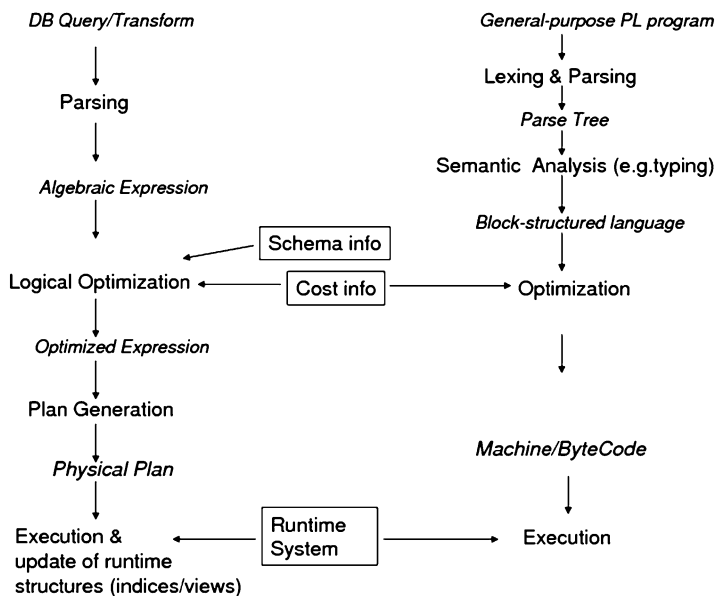 DB Query/Transform
Parsing
Algebraic Expression
Logical Optimization
Optimized Expression
Plan Generation
Physical Plan
Execution &
update of runtime
structures (indices/views)
Schema info
Cost info
Runtime
System
General-purpose PL program
Lexing & Parsing
Parse Tree
Semantic Analysis (e.g.typing)
Block-structured language
Optimization
Machine/ByteCode
Execution